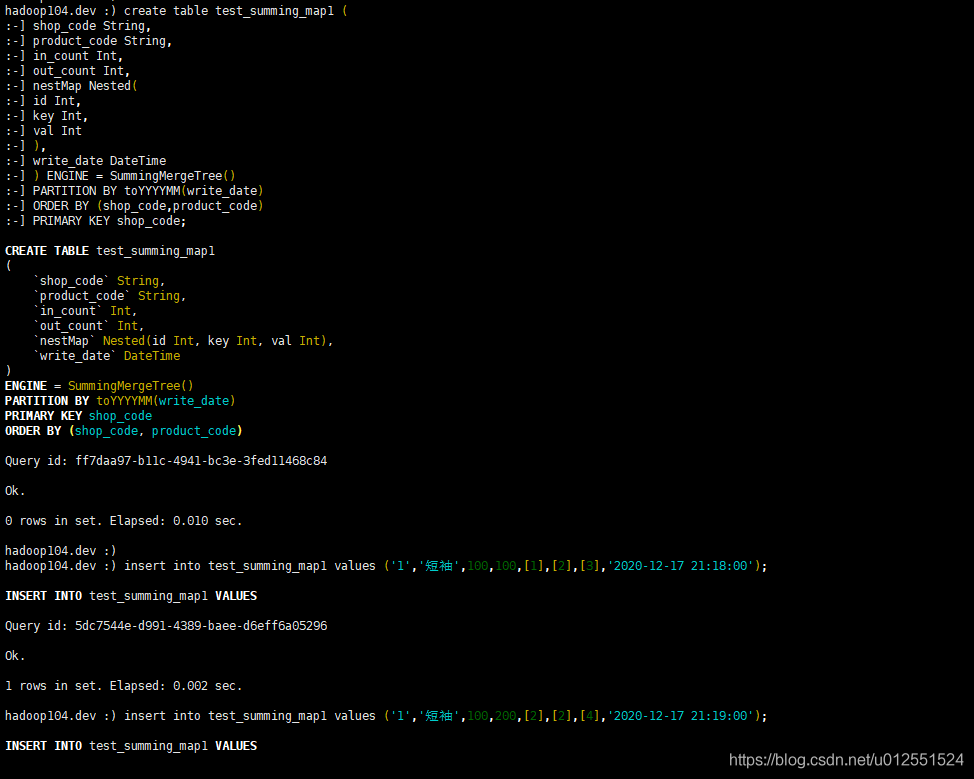 hadoop104.dev :) create table test_summing_map1 (
:-] shop_code String,
:-] product_code String,
:-] in_count Int,
:-] out_count Int,
:-] nestMap Nested(
:-] id Int,
:-] key Int,
:-] val Int
:-] ),
:-] write_date DateTime
:-] ) ENGINE = SummingMergeTree()
:-] PARTITION BY toYYYYMM(write_date)
:-] ORDER BY (shop_code,product_code)
:-] PRIMARY KEY shop_code;
CREATE TABLE test_summing_map1
(
`shop_code` String,
`product_code` String,
`in_count` Int,
`out_count` Int,
`nestMap` Nested(id Int, key Int, val Int),
`write_date` DateTime
)
ENGINE = SummingMergeTree()
PARTITION BY toYYYYMM(write_date)
PRIMARY KEY shop_code
ORDER BY (shop_code, product_code)
Query id: ff7daa97-b11c-4941-bc3e-3fed11468c84
Ok.
0 rows in set. Elapsed: 0.010 sec.
hadoop104.dev :)
hadoop104.dev :) insert into test_summing_map1 values ('1','短袖',100,100,[1],[2],[3],'2020-12-17 21:18:00');
INSERT INTO test_summing_map1 VALUES
Query id: 5dc7544e-d991-4389-baee-d6eff6a05296
Ok.
1 rows in set. Elapsed: 0.002 sec.
hadoop104.dev :) insert into test_summing_map1 values ('1','短袖',100,200,[2],[2],[4],'2020-12-17 21:19:00');
INSERT INTO test_summing_map1 VALUES
https://blog.csdn.net/u012551524